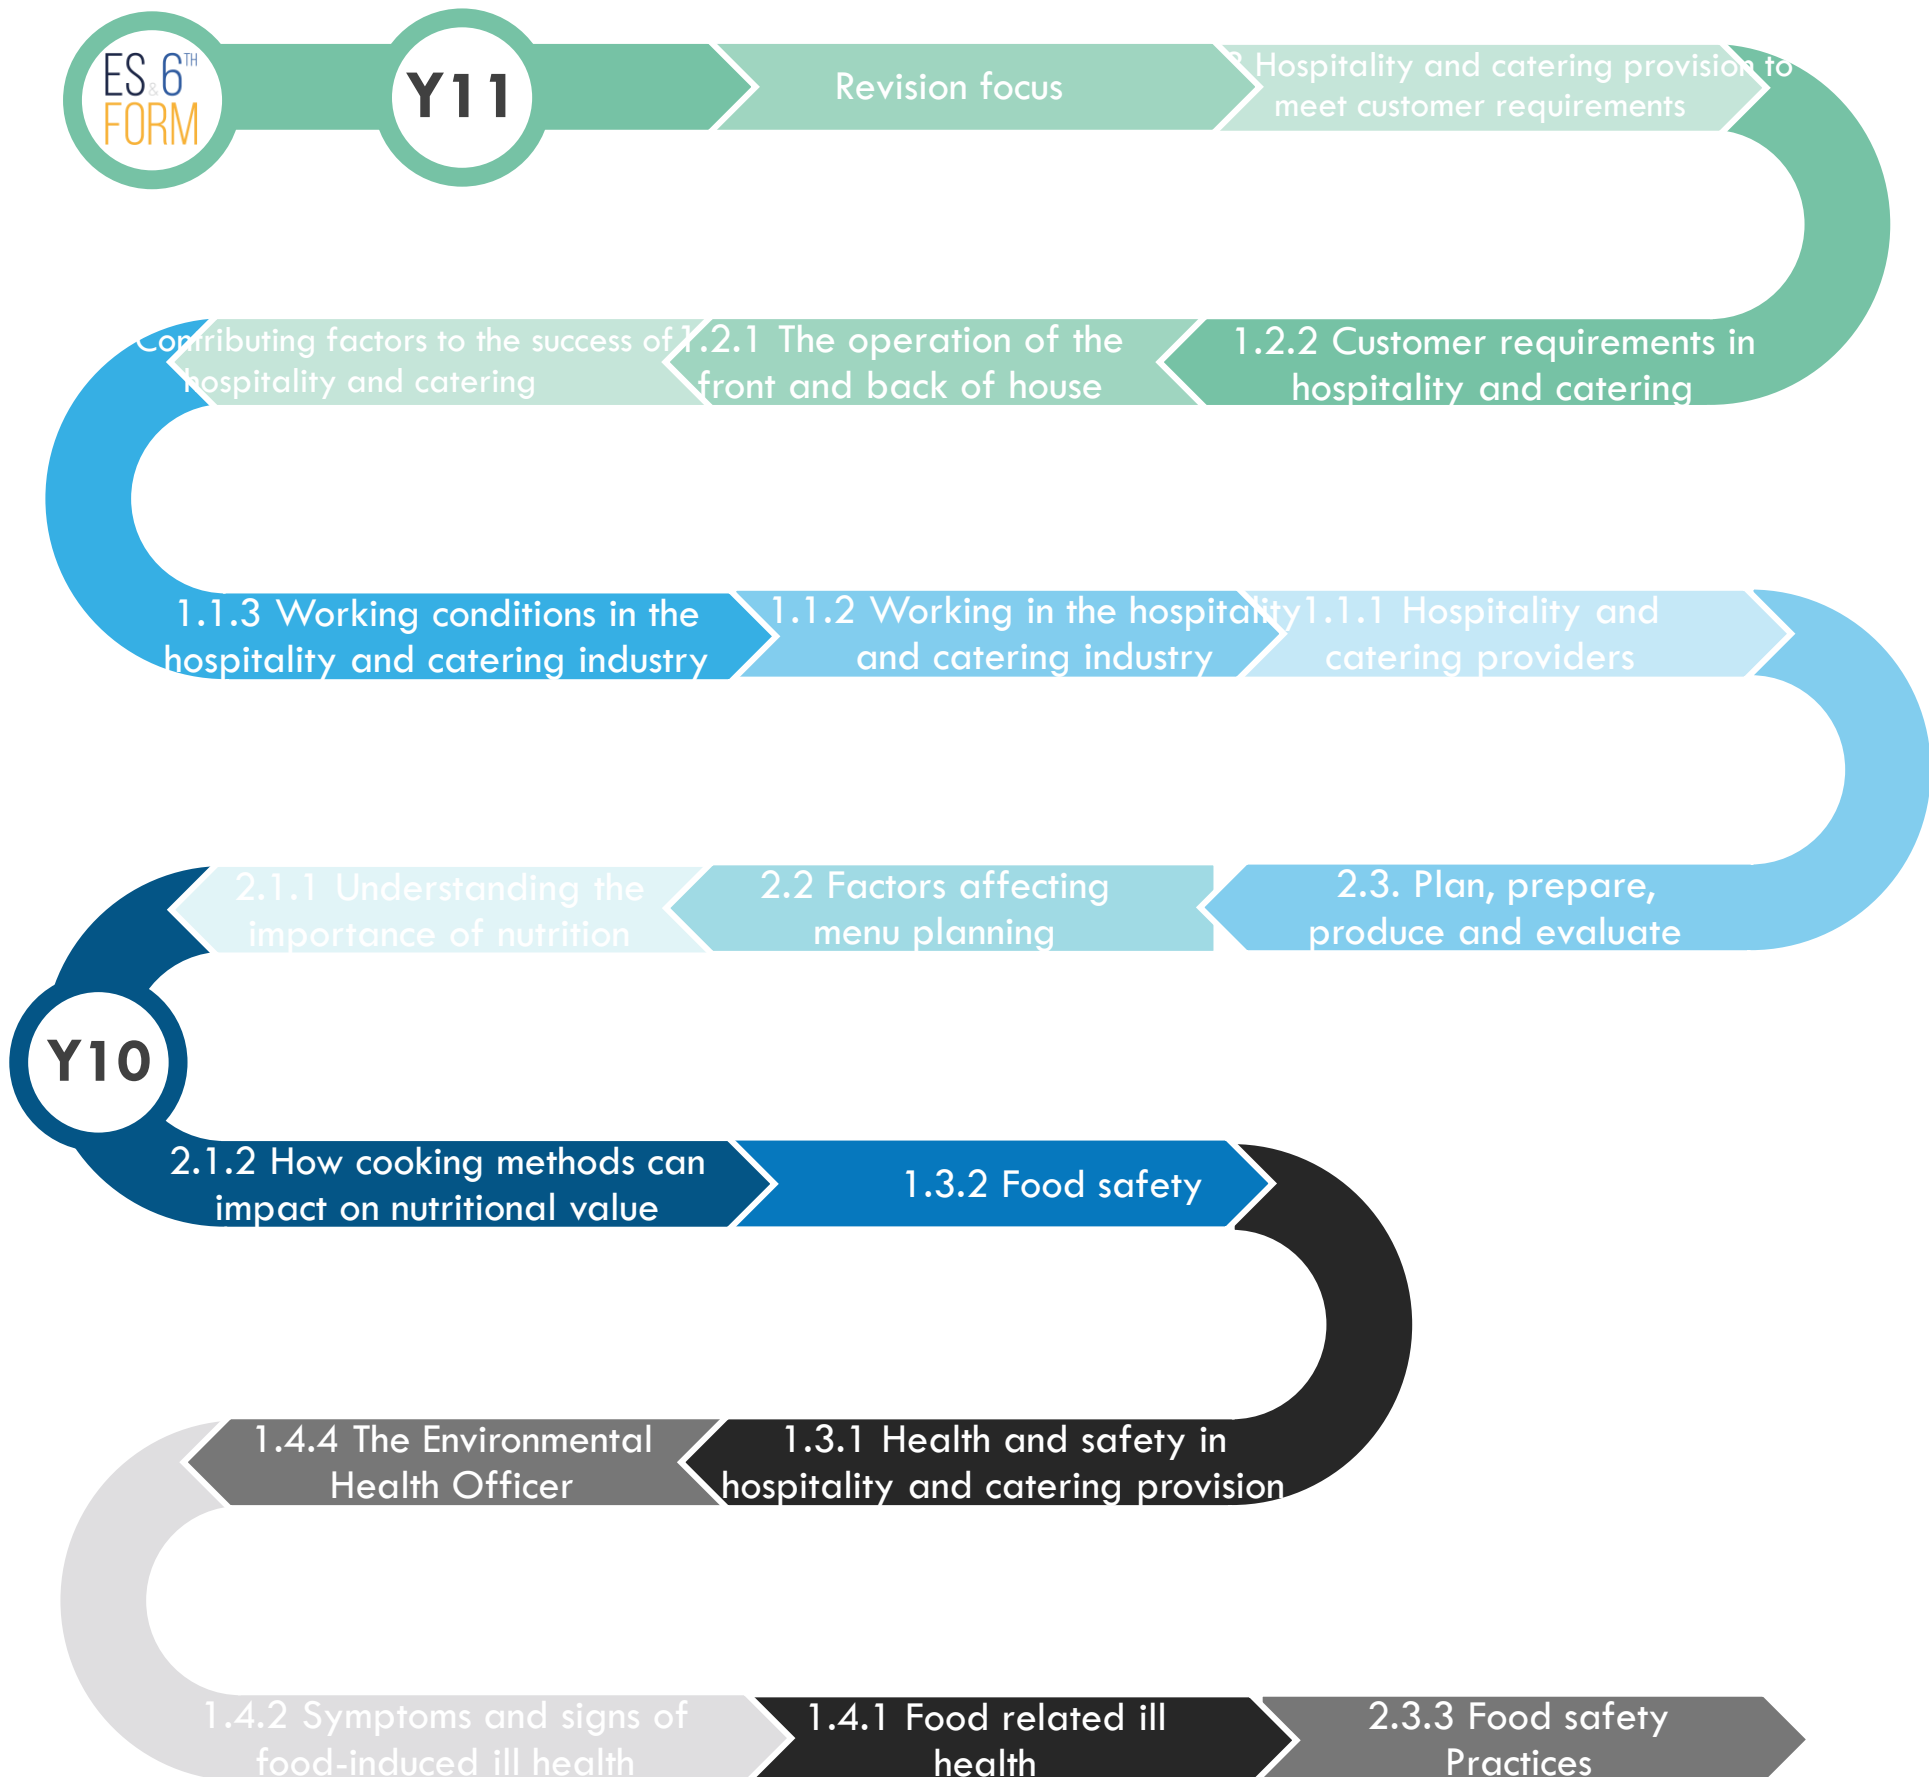 ES & 6TH
FORM
Y11
Revision focus
Hospitality and catering provision to
meet customer requirements
Contributing factors to the success of
hospitality and catering
1.2.1 The operation of the
front and back of house
1.2.2 Customer requirements in
hospitality and catering
1.1.3 Working conditions in the
hospitality and catering industry
1.1.2 Working in the hospitality
and catering industry
1.1.1 Hospitality and
catering providers
2.1.1 Understanding the
importance of nutrition
2.2 Factors affecting
menu planning
2.3. Plan, prepare,
produce and evaluate
Y10
2.1.2 How cooking methods can
impact on nutritional value
1.3.2 Food safety
1.4.4 The Environmental
Health Officer
1.3.1 Health and safety in
hospitality and catering provision
1.4.2 Symptoms and signs of
food-induced ill health
1.4.1 Food related ill
health
2.3.3 Food safety
Practices